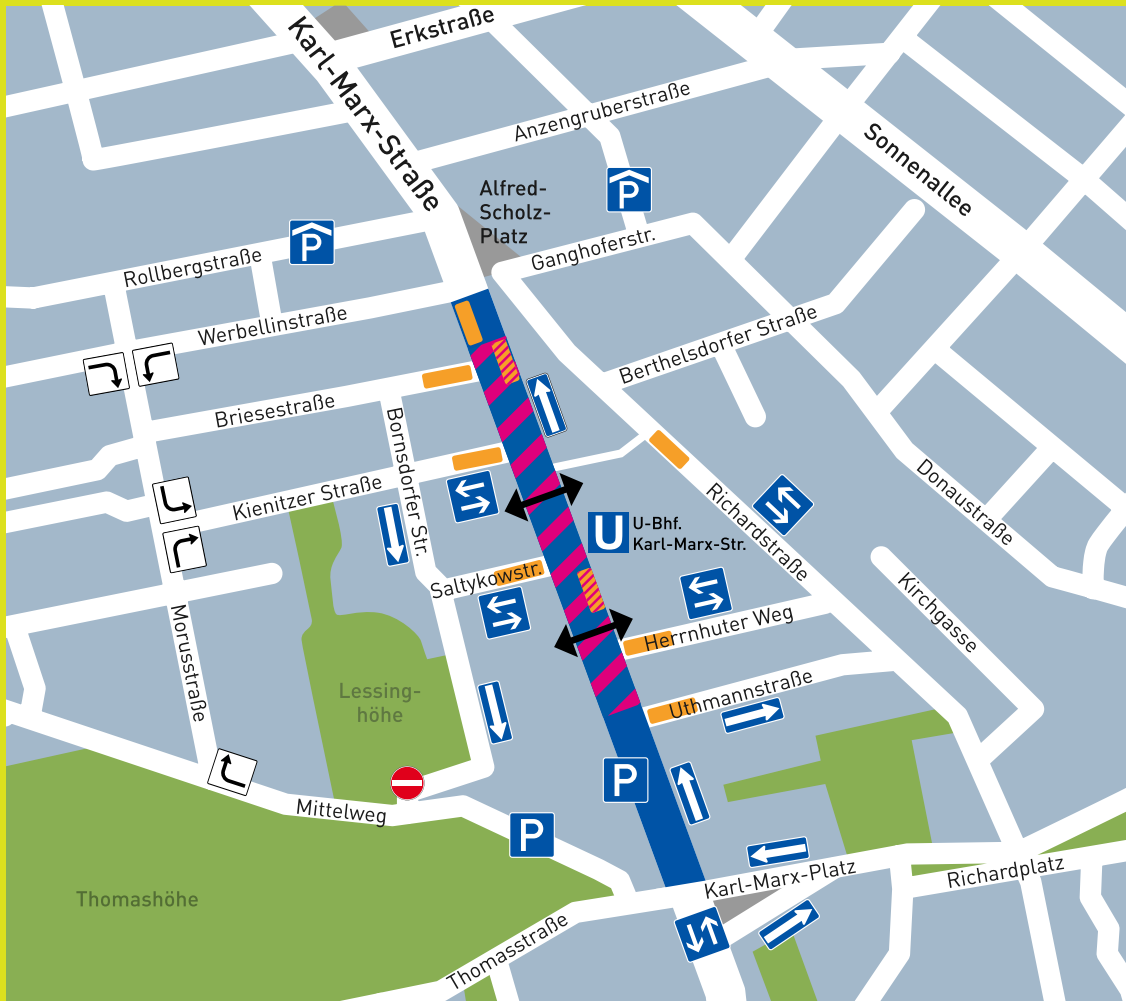 Erkstraße
Karl-Marx-Straße
Anzengruberstraße
Sonnenallee
Alfred-
Scholz-
Platz
P
P
Ganghoferstr.
Rollbergstraße
Werbellinstraße
Berthelsdorfer Straße
Briesestraße
Bornsdorfer Str.
Kienitzer Straße
Donaustraße
Richardstraße
U
U-Bhf.
Karl-Marx-Str.
Saltykowstr.
Kirchgasse
Herrnhuter Weg
Morusstraße
Lessing-
höhe
Uthmannstraße
P
Mittelweg
P
Karl-Marx-Platz
Richardplatz
Thomashöhe
Thomasstraße